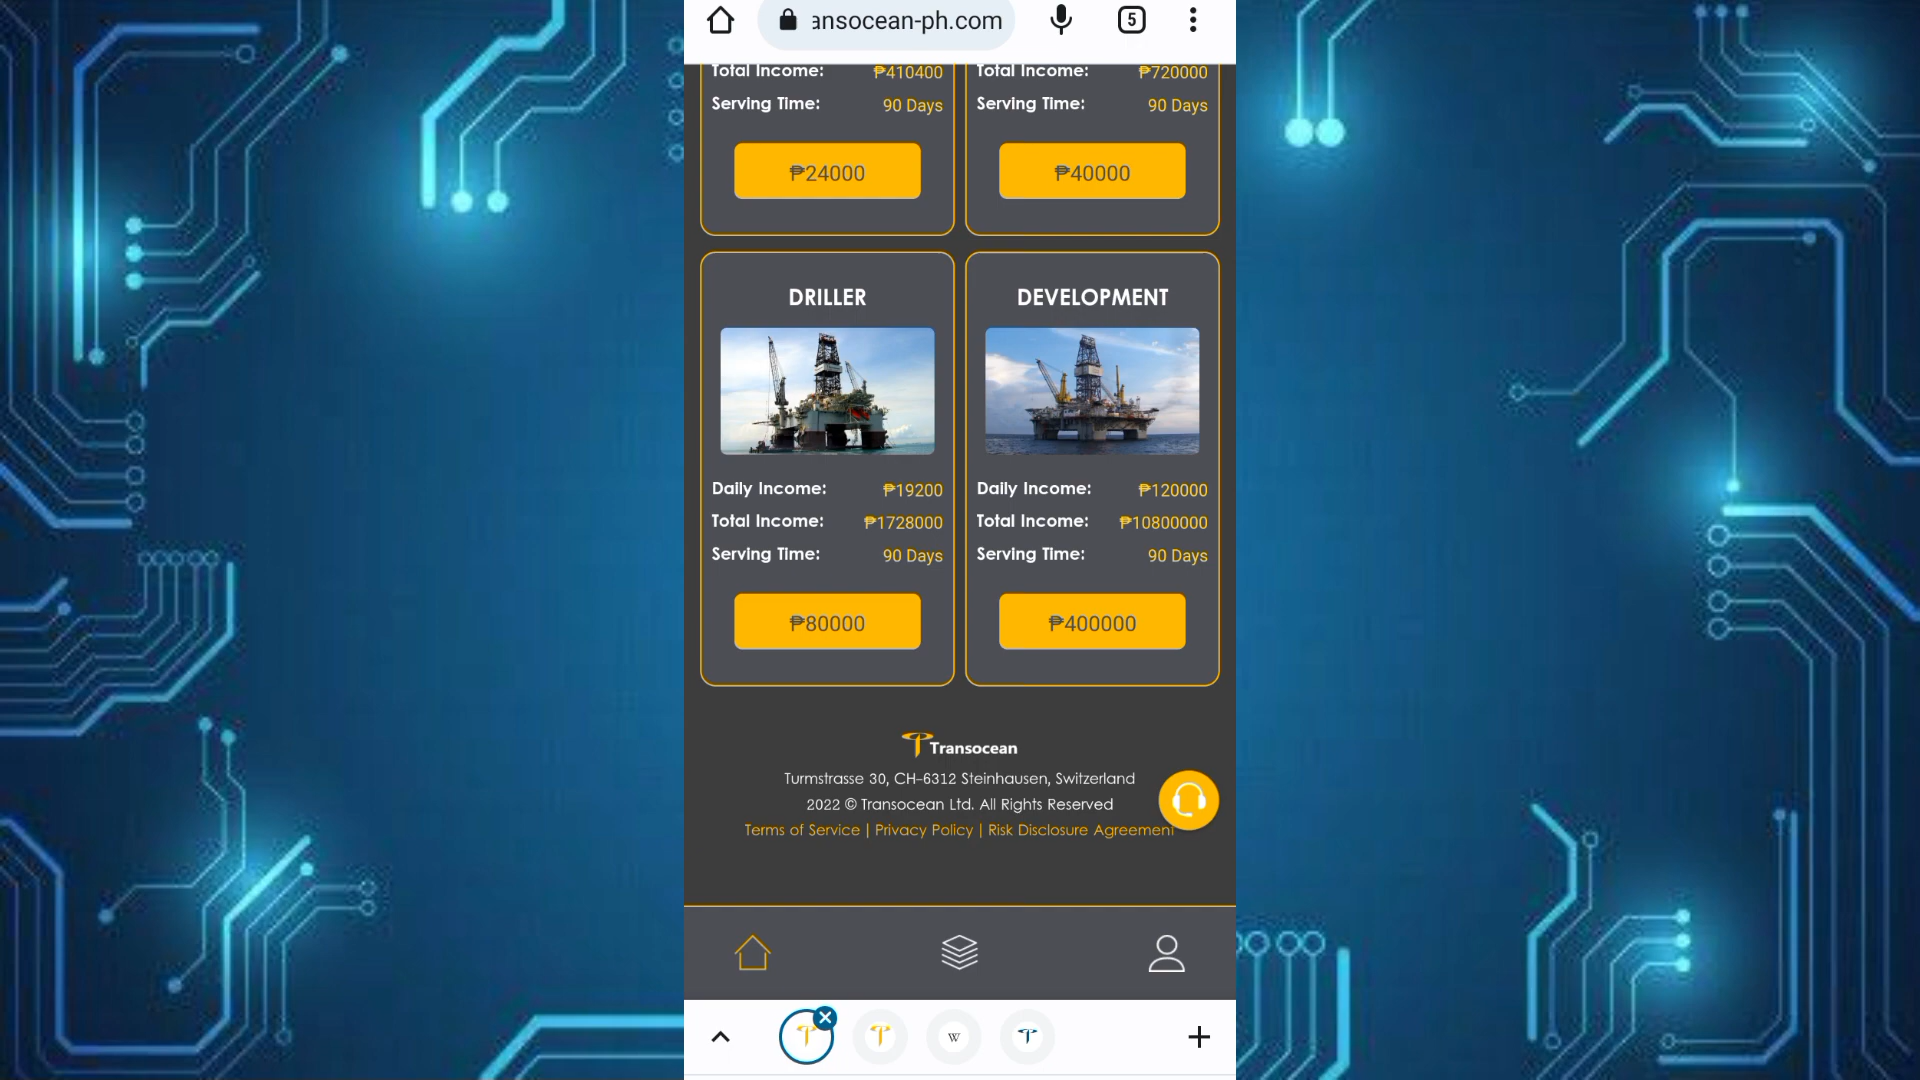 ansocean-ph.com
5
Total Income: ₱410400
Serving Time: 90 Days
₱24000
Total Income: ₱720000
Serving Time: 90 Days
₱40000
DRILLER
Daily Income: ₱19200
Total Income: ₱1728000
Serving Time: 90 Days
₱80000
DEVELOPMENT
Daily Income: ₱120000
Total Income: ₱10800000
Serving Time: 90 Days
₱400000
Transocean
Turmstrasse 30, CH-6312 Steinhausen, Switzerland
2022 © Transocean Ltd. All Rights Reserved
Terms of Service | Privacy Policy | Risk Disclosure Agreement
W